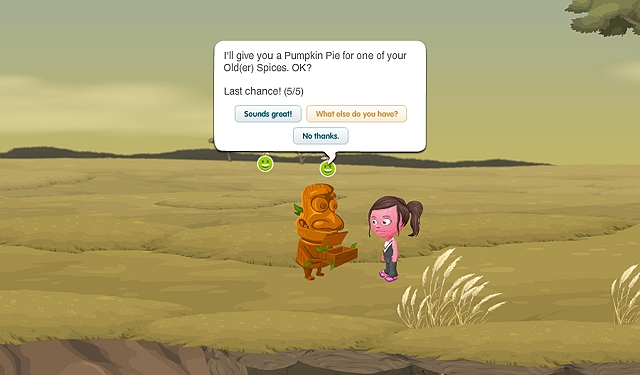 I'll give you a Pumpkin Pie for one of your
Old(er) Spices. OK?
Last chance! (5/5)
Sounds great!
What else do you have?
No thanks.